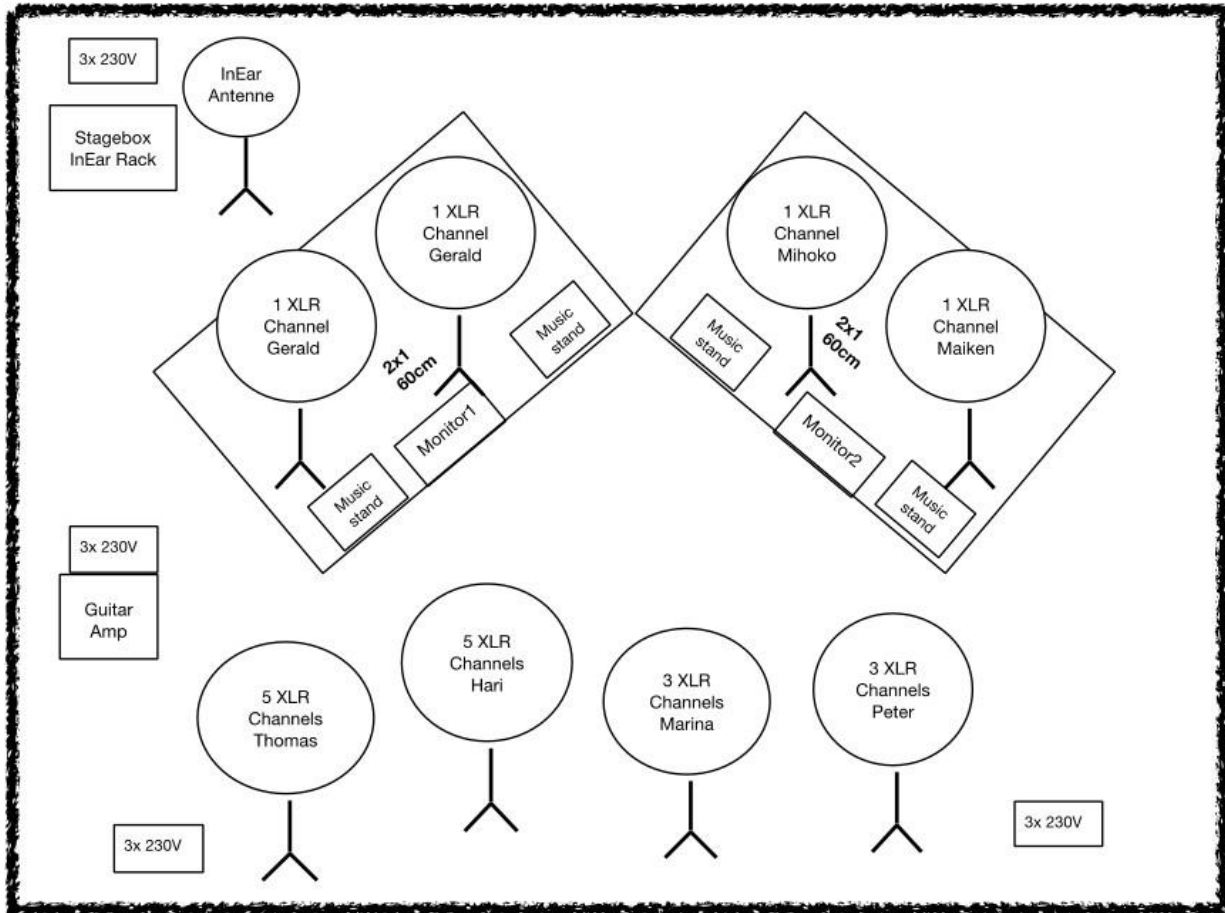 3x 230V
InEar
Antenne
Stagebox
InEar Rack
1 XLR
Channel
Gerald
1 XLR
Channel
Gerald
2x1
60cm
Music
stand
Monitor1
Music
stand
1 XLR
Channel
Mihoko
1 XLR
Channel
Maiken
Music
stand
2x1
60cm
Monitor2
Music
stand
3x 230V
Guitar
Amp
5 XLR
Channels
Thomas
5 XLR
Channels
Hari
3 XLR
Channels
Marina
3 XLR
Channels
Peter
3x 230V
3x 230V